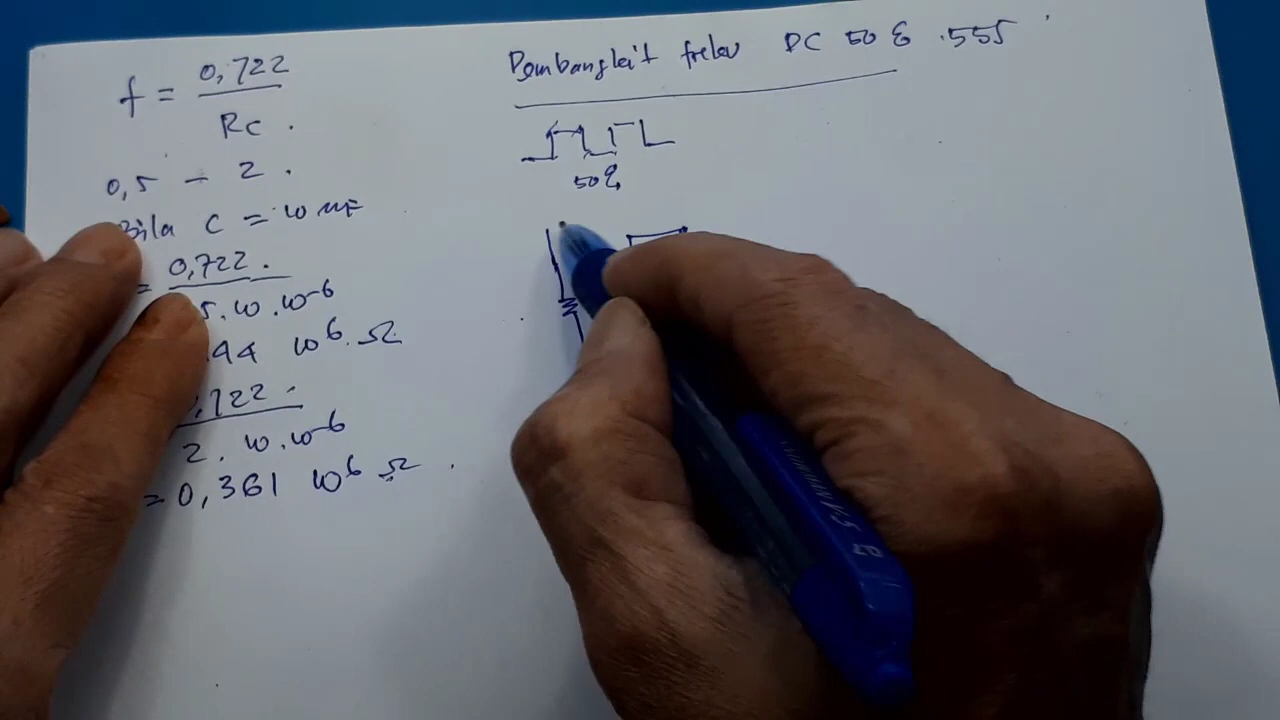 f = 0,722
RC .
0,5 - 2 .
Bila C = 10 mF
= 0,722 .
5. 10 . 10-6
,44 10 6. Ω
,722 .
2 . 10 . 10-6
= 0,361 10 6 Ω .
Pembangkit freku DC 50 % .555
50%